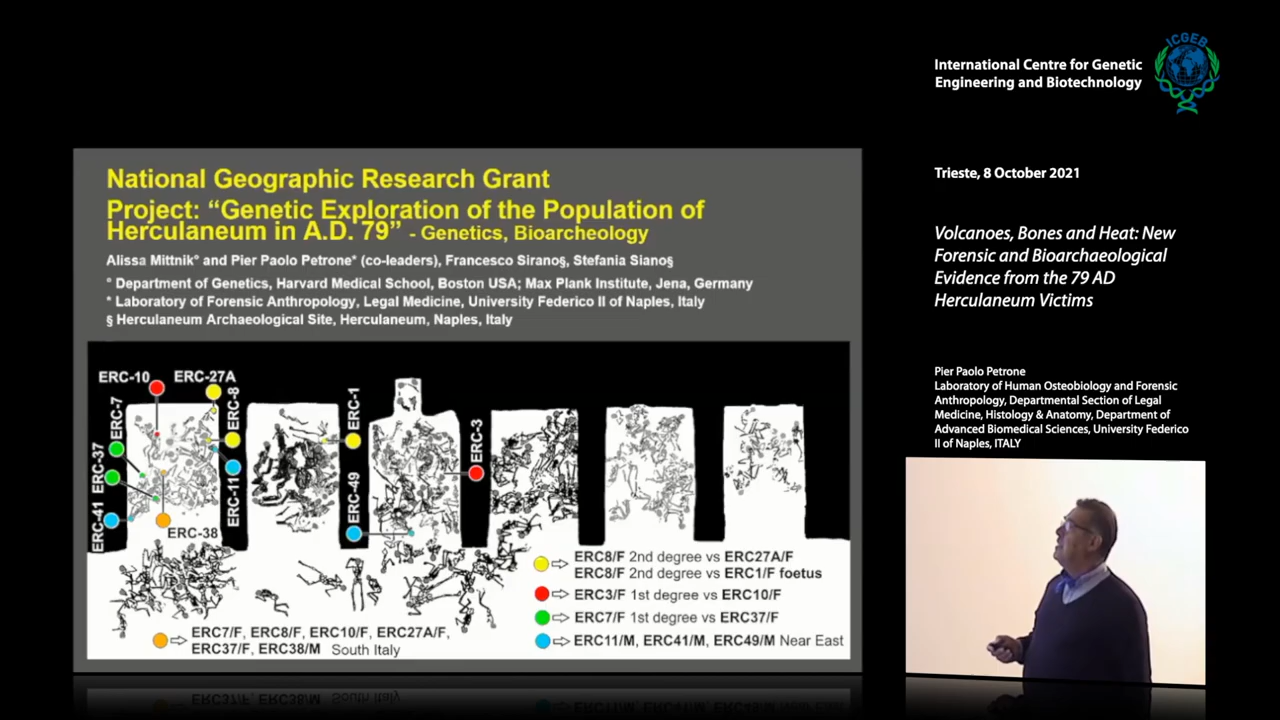 ICGEB
International Centre for Genetic
Engineering and Biotechnology
Trieste, 8 October 2021
Volcanoes, Bones and Heat: New
Forensic and Bioarchaeological
Evidence from the 79 AD
Herculaneum Victims
Pier Paolo Petrone
Laboratory of Human Osteobiology and Forensic
Anthropology, Departmental Section of Legal
Medicine, Histology & Anatomy, Department of
Advanced Biomedical Sciences, University Federico
II of Naples, ITALY
National Geographic Research Grant
Project: “Genetic Exploration of the Population of
Herculaneum in A.D. 79” - Genetics, Bioarcheology
Alissa Mittnik° and Pier Paolo Petrone* (co-leaders), Francesco Sirano§, Stefania Siano§
° Department of Genetics, Harvard Medical School, Boston USA; Max Plank Institute, Jena, Germany
* Laboratory of Forensic Anthropology, Legal Medicine, University Federico II of Naples, Italy
§ Herculaneum Archaeological Site, Herculaneum, Naples, Italy
ERC-10
ERC-27A
ERC-7
ERC-8
ERC-1
ERC-3
ERC-37
ERC-11
ERC-49
ERC-41
ERC-38
ERC8/F 2nd degree vs ERC27A/F
ERC8/F 2nd degree vs ERC1/F foetus
ERC3/F 1st degree vs ERC10/F
ERC7/F 1st degree vs ERC37/F
ERC11/M, ERC41/M, ERC49/M Near East
ERC7/F, ERC8/F, ERC10/F, ERC27A/F,
ERC37/F, ERC38/M South Italy